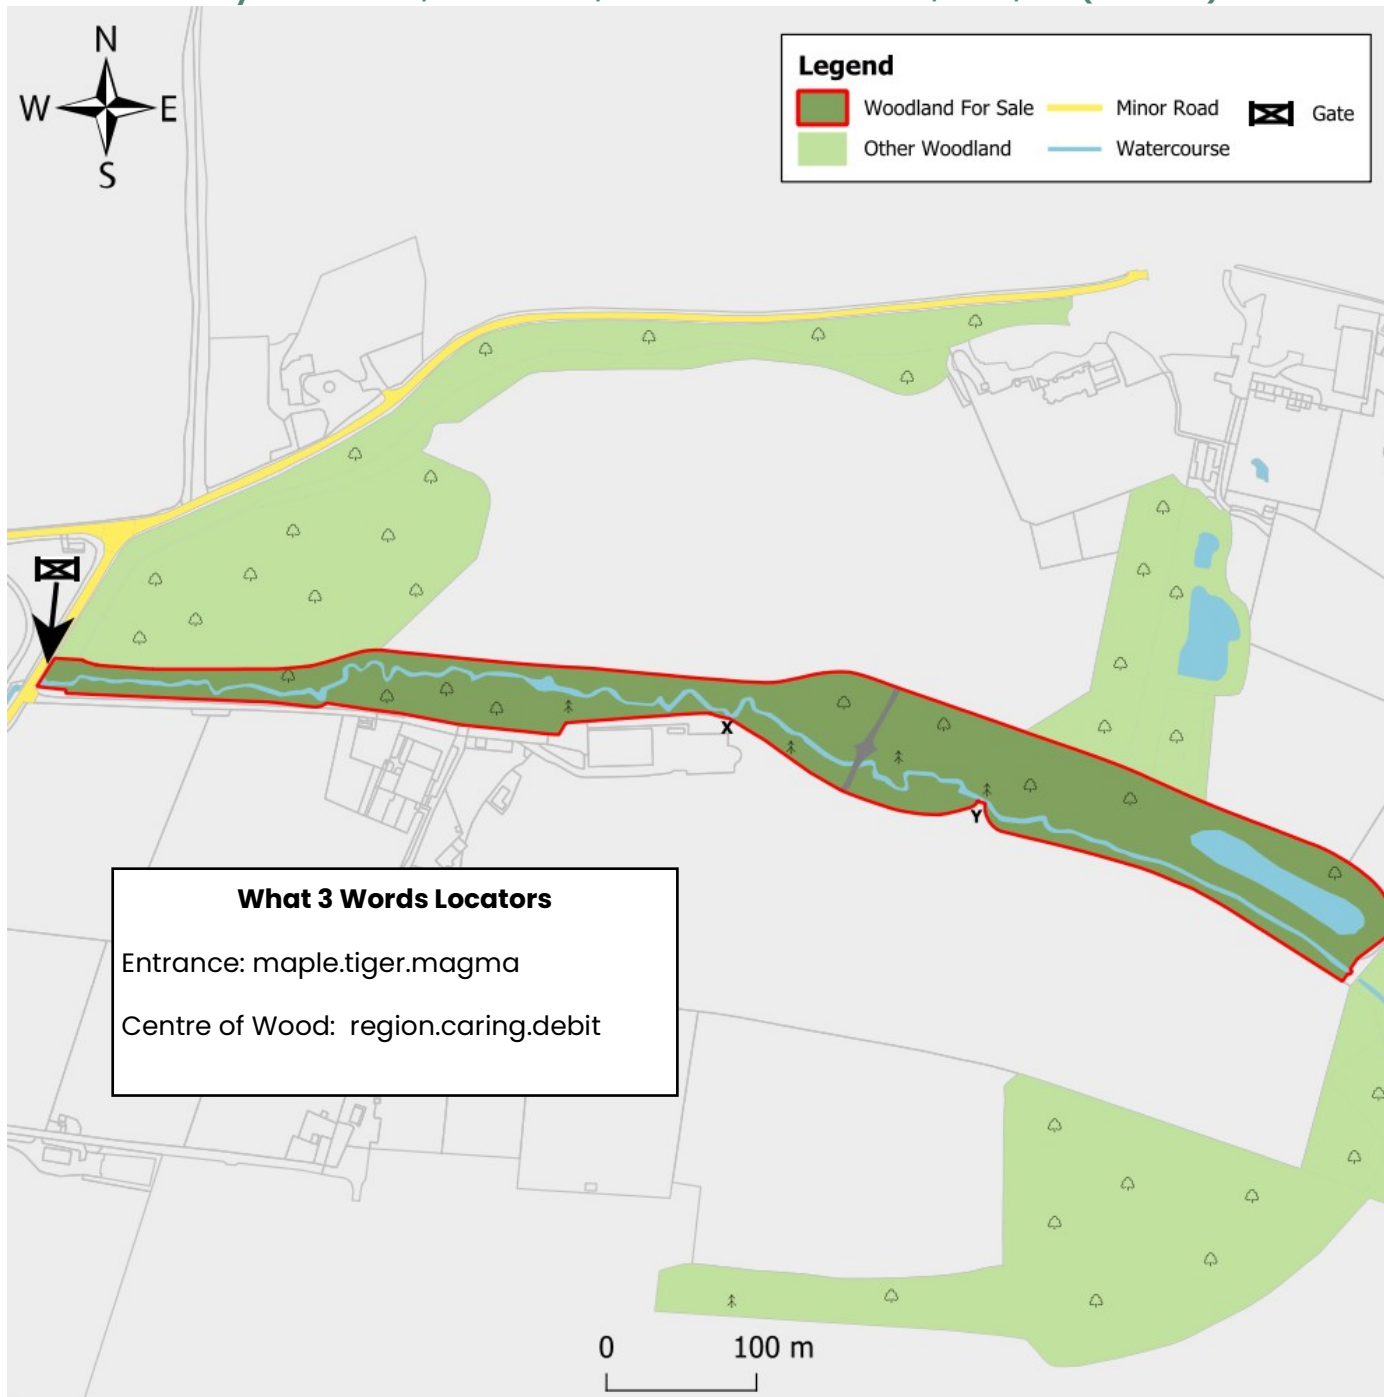 N
W E
S
Legend
Woodland For Sale
Minor Road
Gate
Other Woodland
Watercourse
X
Y
What 3 Words Locators
Entrance: maple.tiger.magma
Centre of Wood: region.caring.debit
0 100 m